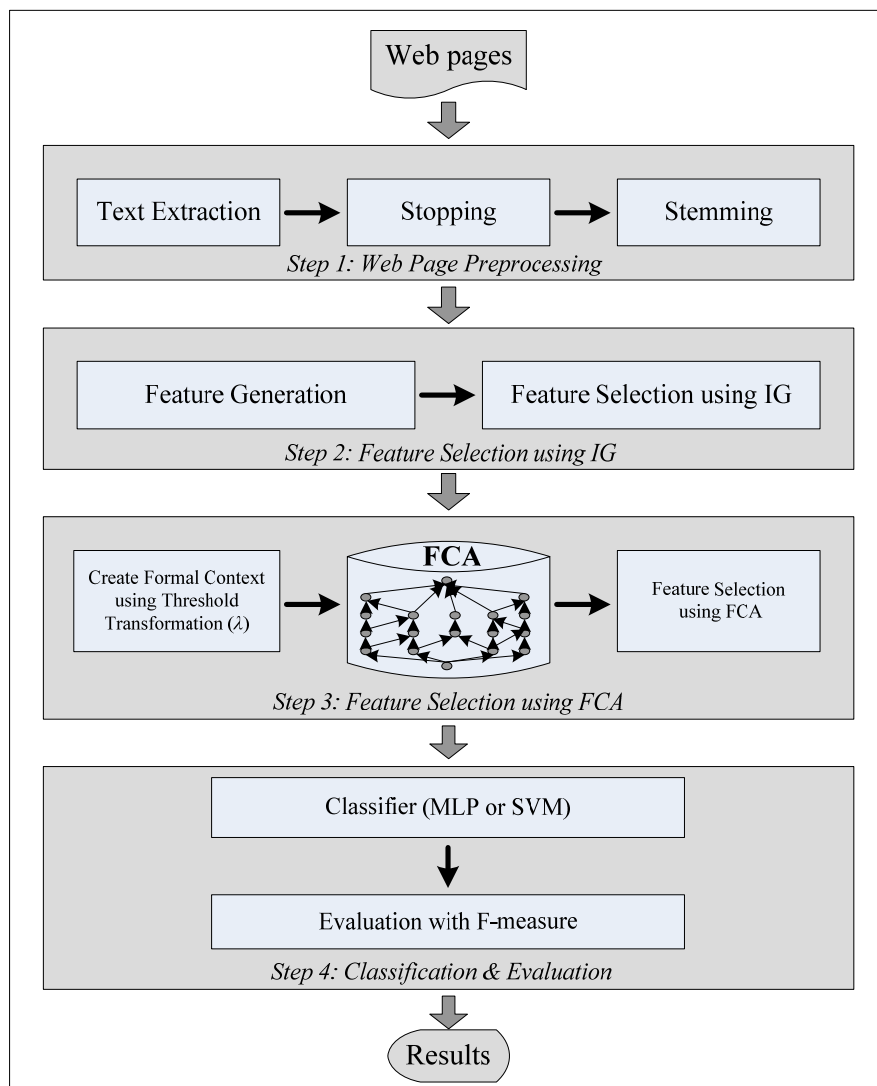 Web pages
Text Extraction
Stopping
Stemming
Step 1: Web Page Preprocessing
Feature Generation
Feature Selection using IG
Step 2: Feature Selection using IG
Create Formal Context
using Threshold
Transformation (λ)
FCA
Feature Selection
using FCA
Step 3: Feature Selection using FCA
Classifier (MLP or SVM)
Evaluation with F-measure
Step 4: Classification & Evaluation
Results